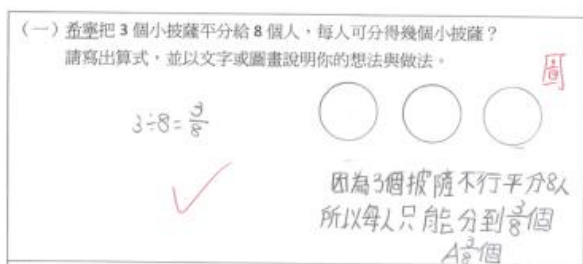 （一）希寧把 3 個小披薩平分給 8 個人，每人可分得幾個小披薩？
請寫出算式，並以文字或圖畫說明你的想法與做法。
圖
3÷8=3/8
因為3個披薩不行平分8人
所以每人只能分到3/8個
A 3/8個